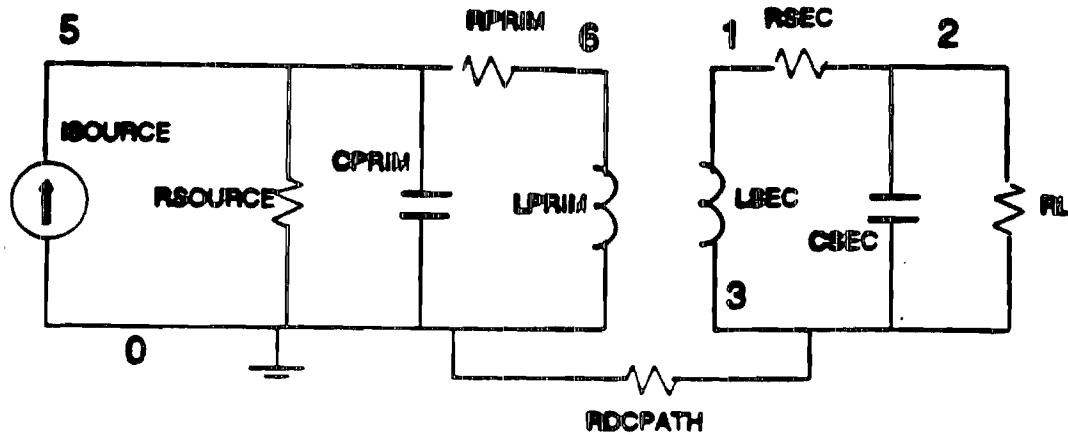 5
RPRIM
6
1
RSEC
2
ISOURCE
CPRIM
RSOURCE
LPRIM
LSEC
CSEC
RL
3
0
RDCPATH